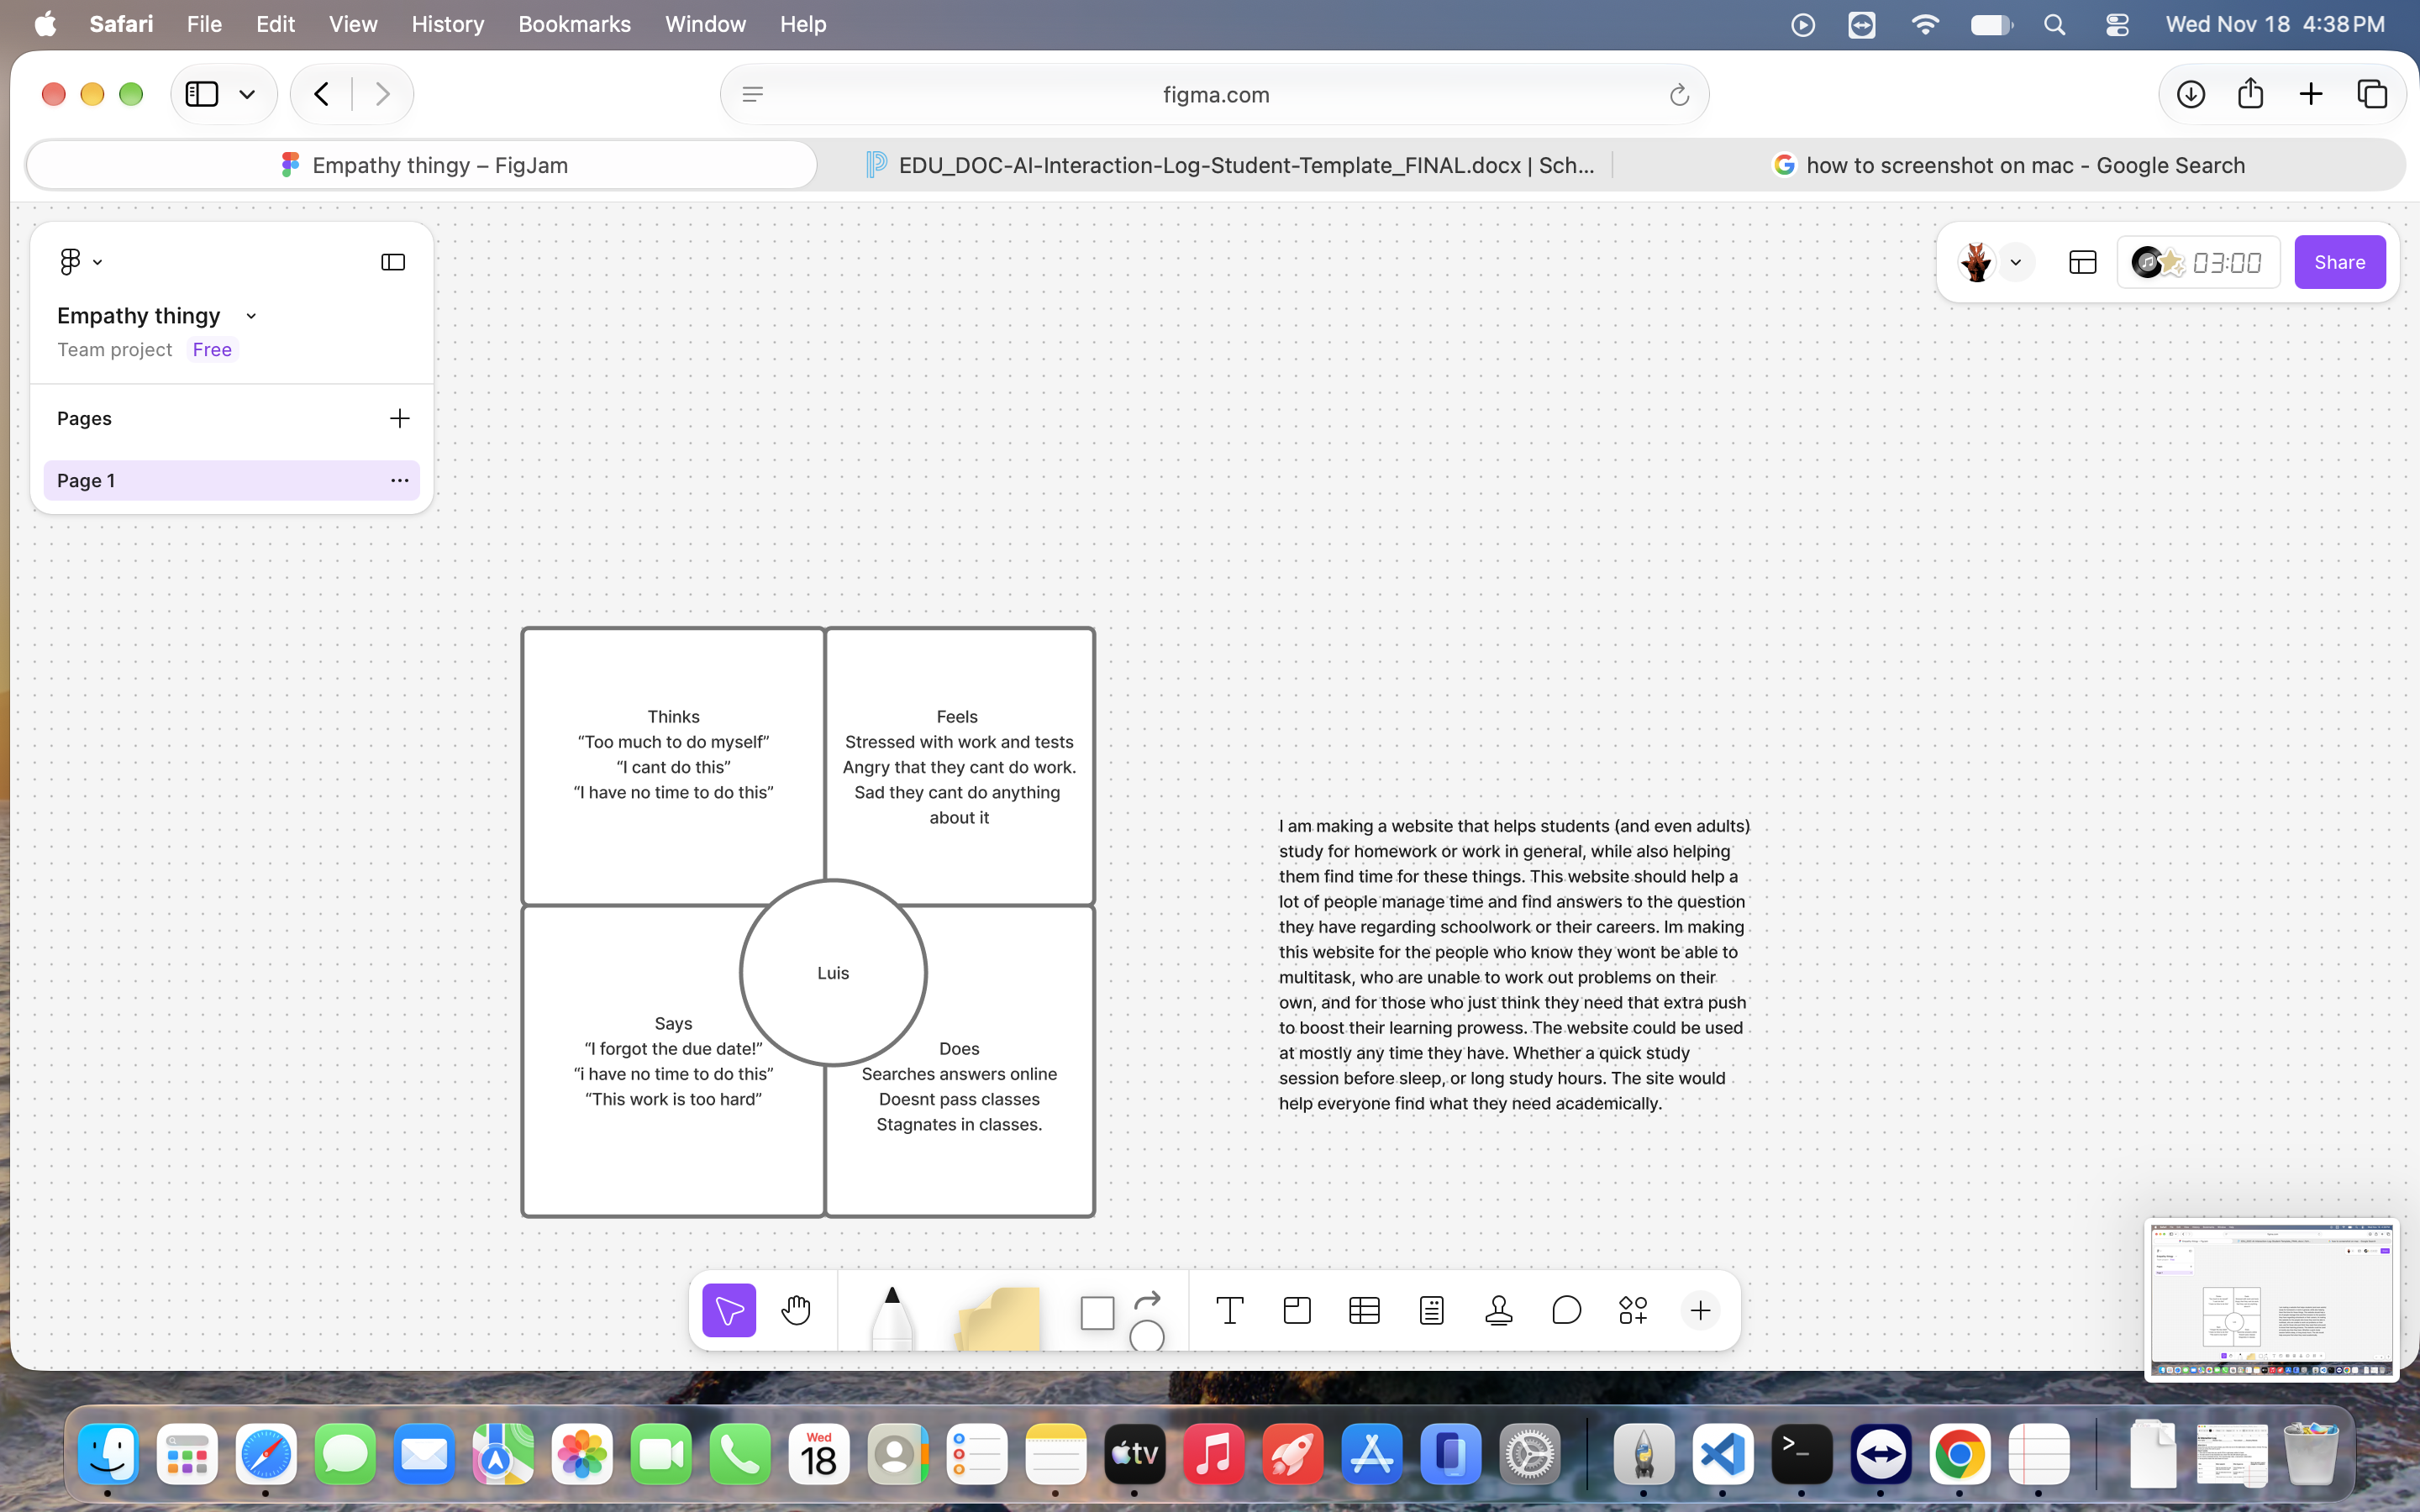 Safari File Edit View History Bookmarks Window Help Wed Nov 18 4:38 PM
figma.com
Empathy thingy – FigJam
EDU_DOC-AI-Interaction-Log-Student-Template_FINAL.docx | Sch...
how to screenshot on mac - Google Search
Empathy thingy
Team project Free
Pages
Page 1
03:00
Share
Thinks
“Too much to do myself”
“I cant do this”
“I have no time to do this”
Feels
Stressed with work and tests
Angry that they cant do work.
Sad they cant do anything
about it
Luis
Says
“I forgot the due date!”
“i have no time to do this”
“This work is too hard”
Does
Searches answers online
Doesnt pass classes
Stagnates in classes.
I am making a website that helps students (and even adults)
study for homework or work in general, while also helping
them find time for these things. This website should help a
lot of people manage time and find answers to the question
they have regarding schoolwork or their careers. Im making
this website for the people who know they wont be able to
multitask, who are unable to work out problems on their
own, and for those who just think they need that extra push
to boost their learning prowess. The website could be used
at mostly any time they have. Whether a quick study
session before sleep, or long study hours. The site would
help everyone find what they need academically.
Wed
18
tv